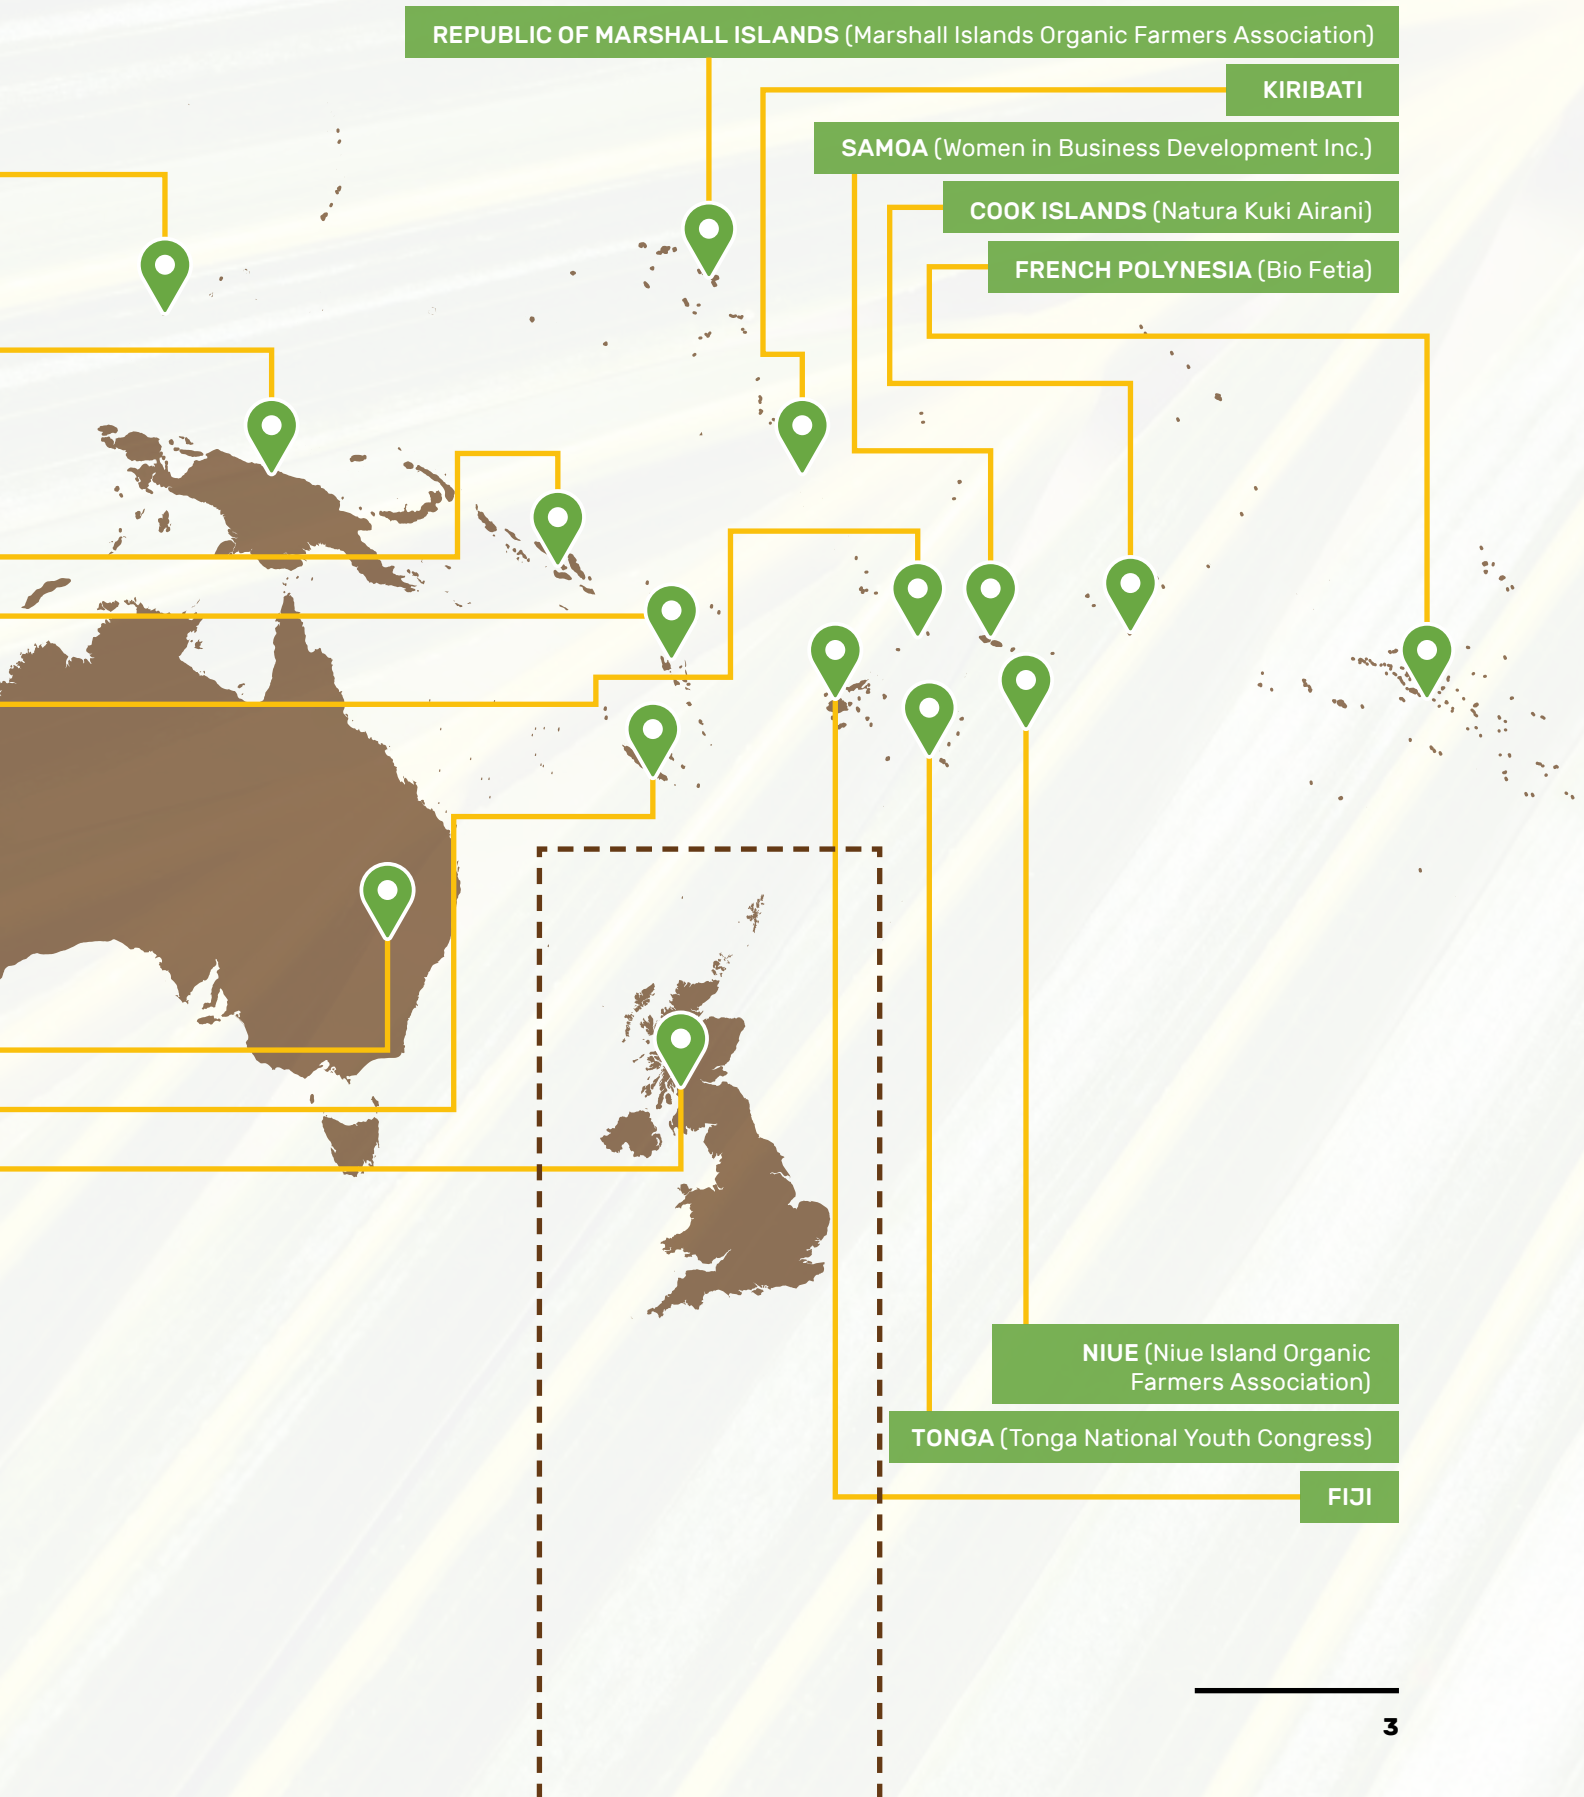 REPUBLIC OF MARSHALL ISLANDS (Marshall Islands Organic Farmers Association)
KIRIBATI
SAMOA (Women in Business Development Inc.)
COOK ISLANDS (Natura Kuki Airani)
FRENCH POLYNESIA (Bio Fetia)
NIUE (Niue Island Organic
Farmers Association)
TONGA (Tonga National Youth Congress)
FIJI
3